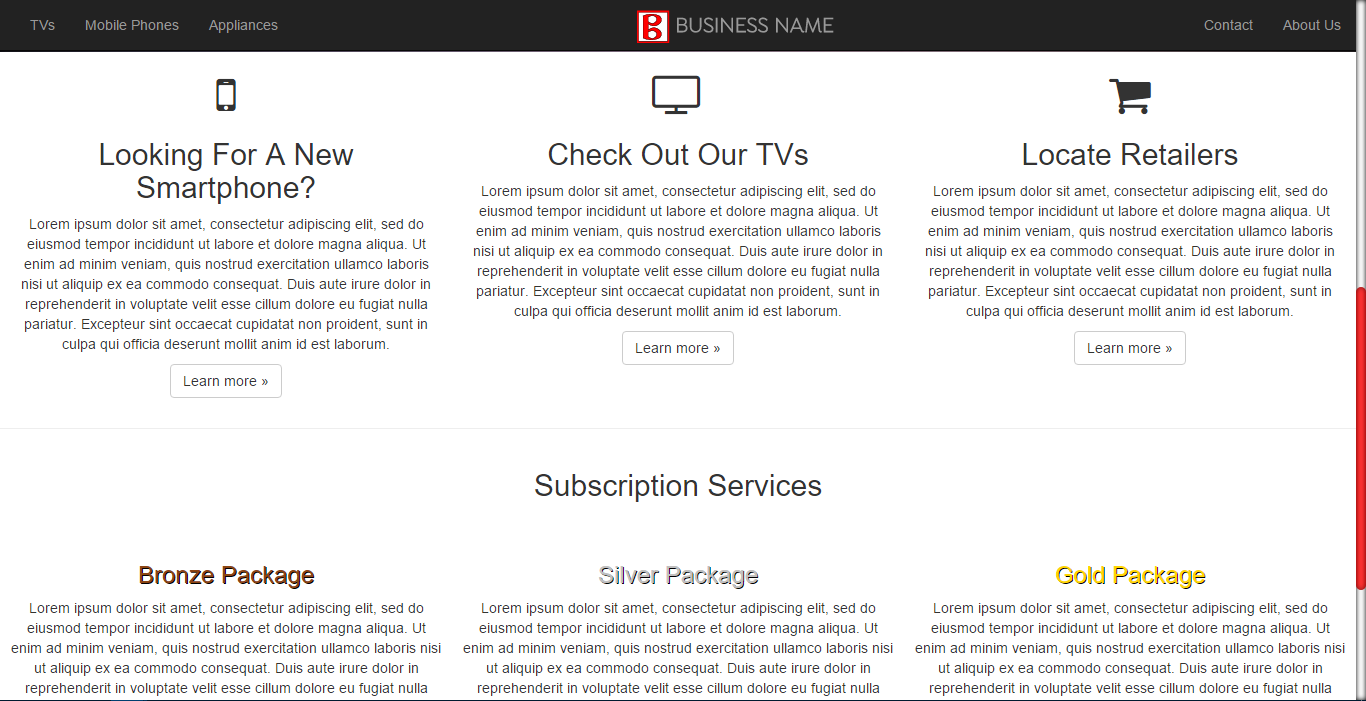 TVs Mobile Phones Appliances BUSINESS NAME Contact About Us
Looking For A New
Smartphone?
Lorem ipsum dolor sit amet, consectetur adipiscing elit, sed do
eiusmod tempor incididunt ut labore et dolore magna aliqua. Ut
enim ad minim veniam, quis nostrud exercitation ullamco laboris
nisi ut aliquip ex ea commodo consequat. Duis aute irure dolor in
reprehenderit in voluptate velit esse cillum dolore eu fugiat nulla
pariatur. Excepteur sint occaecat cupidatat non proident, sunt in
culpa qui officia deserunt mollit anim id est laborum.
Learn more »
Check Out Our TVs
Lorem ipsum dolor sit amet, consectetur adipiscing elit, sed do
eiusmod tempor incididunt ut labore et dolore magna aliqua. Ut
enim ad minim veniam, quis nostrud exercitation ullamco laboris
nisi ut aliquip ex ea commodo consequat. Duis aute irure dolor in
reprehenderit in voluptate velit esse cillum dolore eu fugiat nulla
pariatur. Excepteur sint occaecat cupidatat non proident, sunt in
culpa qui officia deserunt mollit anim id est laborum.
Learn more »
Locate Retailers
Lorem ipsum dolor sit amet, consectetur adipiscing elit, sed do
eiusmod tempor incididunt ut labore et dolore magna aliqua. Ut
enim ad minim veniam, quis nostrud exercitation ullamco laboris
nisi ut aliquip ex ea commodo consequat. Duis aute irure dolor in
reprehenderit in voluptate velit esse cillum dolore eu fugiat nulla
pariatur. Excepteur sint occaecat cupidatat non proident, sunt in
culpa qui officia deserunt mollit anim id est laborum.
Learn more »
Subscription Services
Bronze Package
Lorem ipsum dolor sit amet, consectetur adipiscing elit, sed do
eiusmod tempor incididunt ut labore et dolore magna aliqua. Ut
enim ad minim veniam, quis nostrud exercitation ullamco laboris nisi
ut aliquip ex ea commodo consequat. Duis aute irure dolor in
reprehenderit in voluptate velit esse cillum dolore eu fugiat nulla
Silver Package
Lorem ipsum dolor sit amet, consectetur adipiscing elit, sed do
eiusmod tempor incididunt ut labore et dolore magna aliqua. Ut
enim ad minim veniam, quis nostrud exercitation ullamco laboris nisi
ut aliquip ex ea commodo consequat. Duis aute irure dolor in
reprehenderit in voluptate velit esse cillum dolore eu fugiat nulla
Gold Package
Lorem ipsum dolor sit amet, consectetur adipiscing elit, sed do
eiusmod tempor incididunt ut labore et dolore magna aliqua. Ut
enim ad minim veniam, quis nostrud exercitation ullamco laboris nisi
ut aliquip ex ea commodo consequat. Duis aute irure dolor in
reprehenderit in voluptate velit esse cillum dolore eu fugiat nulla